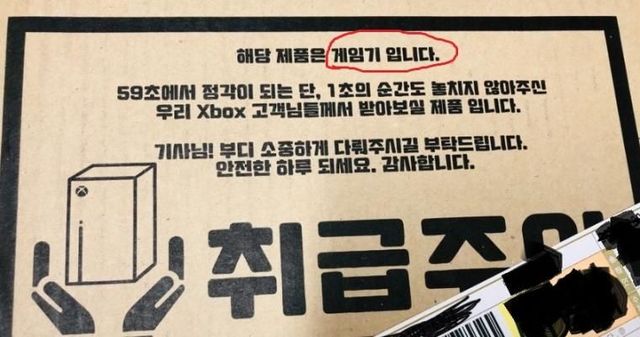 해당 제품은 게임기 입니다.
59초에서 정각이 되는 단, 1초의 순간도 놓치지 않아주신
우리 Xbox 고객님들께서 받아보실 제품 입니다.
기사님! 부디 소중하게 다뤄주시길 부탁드립니다.
안전한 하루 되세요. 감사합니다.
취급주의